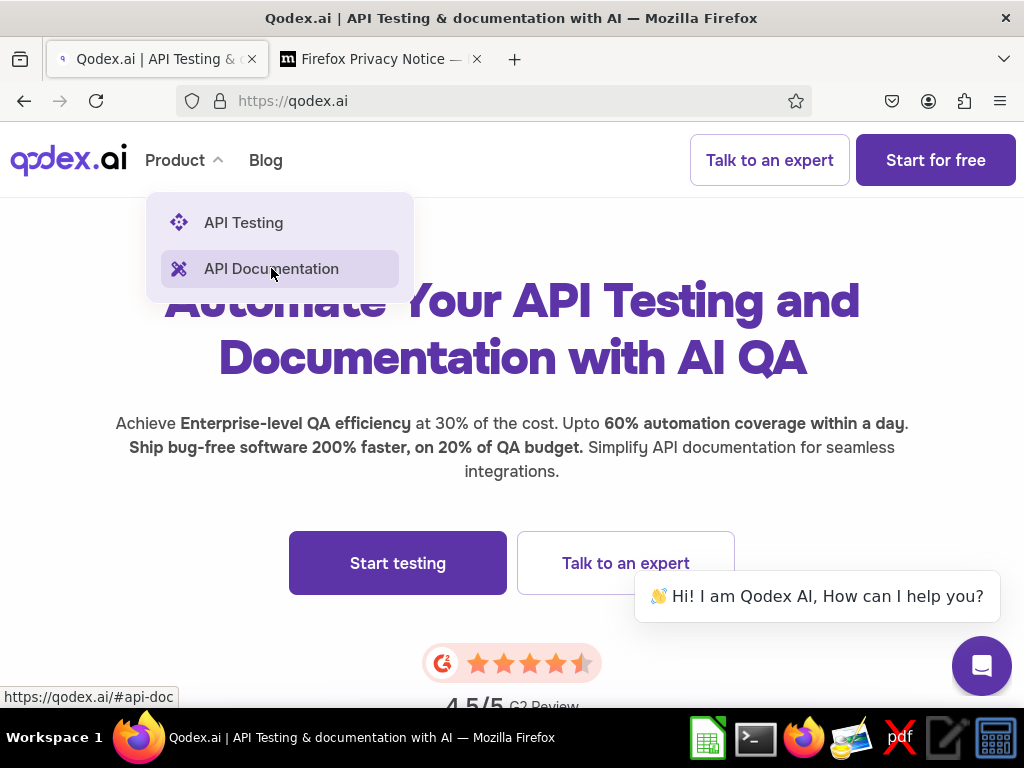 Qodex.ai | API Testing & documentation with AI — Mozilla Firefox
Qodex.ai | API Testing &
Firefox Privacy Notice —
https://qodex.ai
qodex.ai
Product
Blog
Talk to an expert
Start for free
API Testing
API Documentation
Automate Your API Testing and
Documentation with AI QA
Achieve Enterprise-level QA efficiency at 30% of the cost. Upto 60% automation coverage within a day.
Ship bug-free software 200% faster, on 20% of QA budget. Simplify API documentation for seamless
integrations.
Start testing
Talk to an expert
👋 Hi! I am Qodex AI, How can I help you?
4.5/5 G2 Review
https://qodex.ai/#api-doc
Workspace 1
Qodex.ai | API Testing & documentation with AI — Mozilla Firefox
pdf